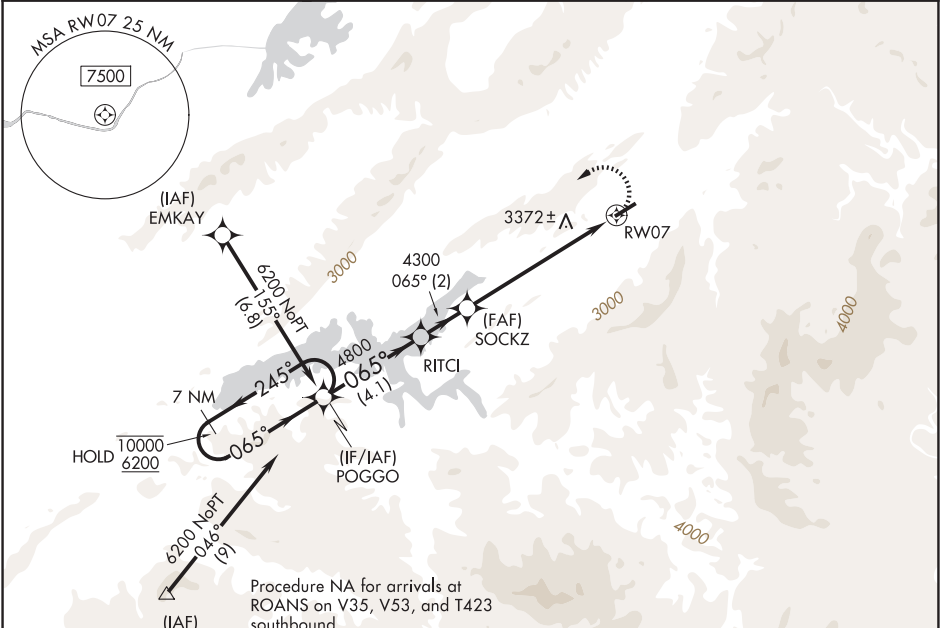 MSA RW07 25 NM
7500
(IAF)
EMKAY
6200 NoPT
155°
(6.8)
3000
3372±
RW07
4300
065° (2)
3000
4000
(FAF)
SOCKZ
RITCI
4800
065°
(4.1)
245°
7 NM
065°
HOLD
10000
6200
(IF/IAF)
POGGO
6200 NoPT
046°
(9)
4000
(IAF)
Procedure NA for arrivals at
ROANS on V35, V53, and T423
southbound